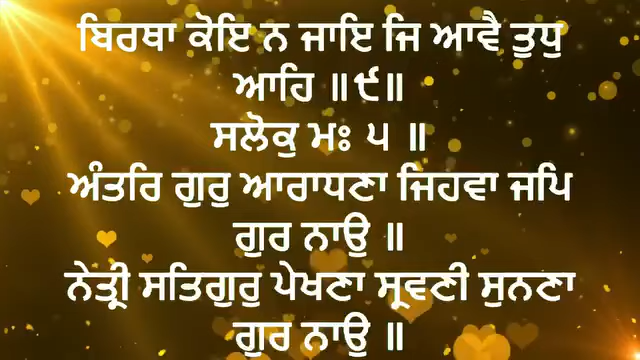 ਬਿਰਥਾ ਕੋਇ ਨ ਜਾਇ ਜਿ ਆਵੈ ਤੁਧੁ
ਆਹਿ ॥੯॥
ਸਲੋਕੁ ਮਃ ੫ ॥
ਅੰਤਰਿ ਗੁਰੁ ਆਰਾਧਣਾ ਜਿਹਵਾ ਜਪਿ
ਗੁਰ ਨਾਉ ॥
ਨੇਤ੍ਰੀ ਸਤਿਗੁਰੁ ਪੇਖਣਾ ਸ੍ਰਵਣੀ ਸੁਨਣਾ
ਗੁਰ ਨਾਉ ॥